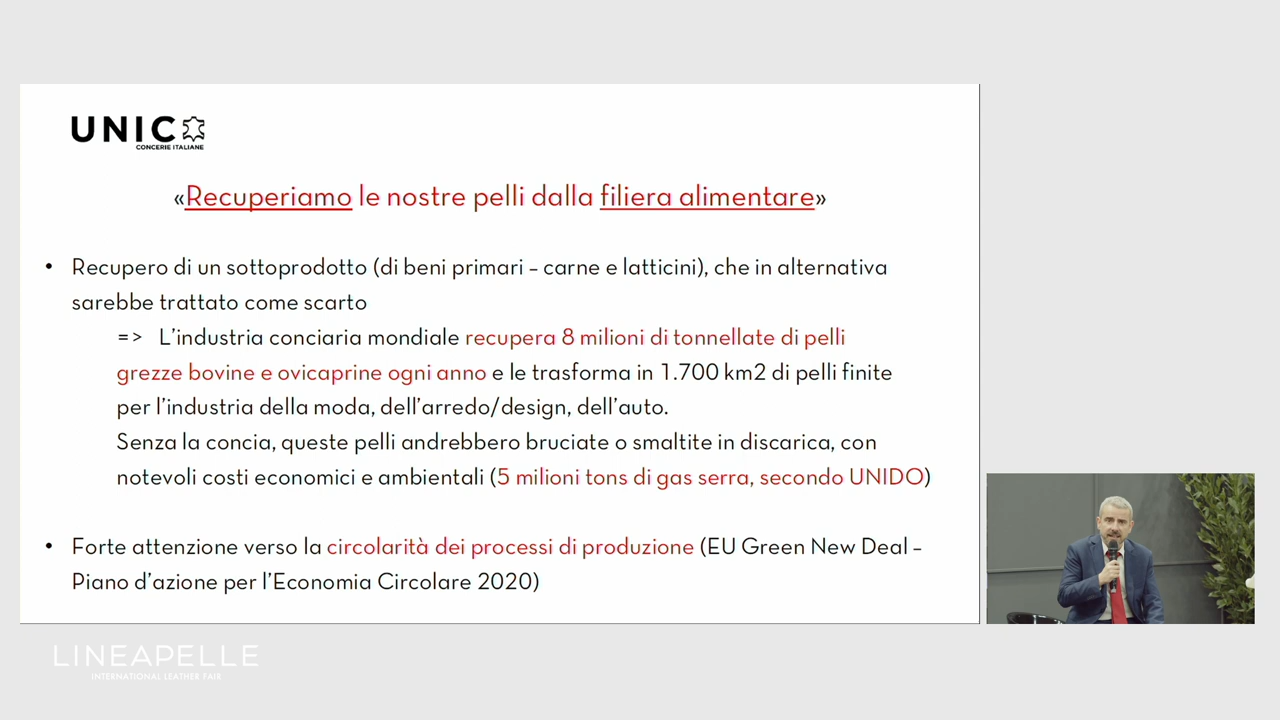 UNIC
CONCERIE ITALIANE
«Recuperiamo le nostre pelli dalla filiera alimentare»
• Recupero di un sottoprodotto (di beni primari – carne e latticini), che in alternativa
sarebbe trattato come scarto
=> L'industria conciaria mondiale recupera 8 milioni di tonnellate di pelli
grezze bovine e ovicaprine ogni anno e le trasforma in 1.700 km2 di pelli finite
per l'industria della moda, dell'arredo/design, dell'auto.
Senza la concia, queste pelli andrebbero bruciate o smaltite in discarica, con
notevoli costi economici e ambientali (5 milioni tons di gas serra, secondo UNIDO)
• Forte attenzione verso la circolarità dei processi di produzione (EU Green New Deal –
Piano d'azione per l'Economia Circolare 2020)
LINEAPELLE
INTERNATIONAL LEATHER FAIR